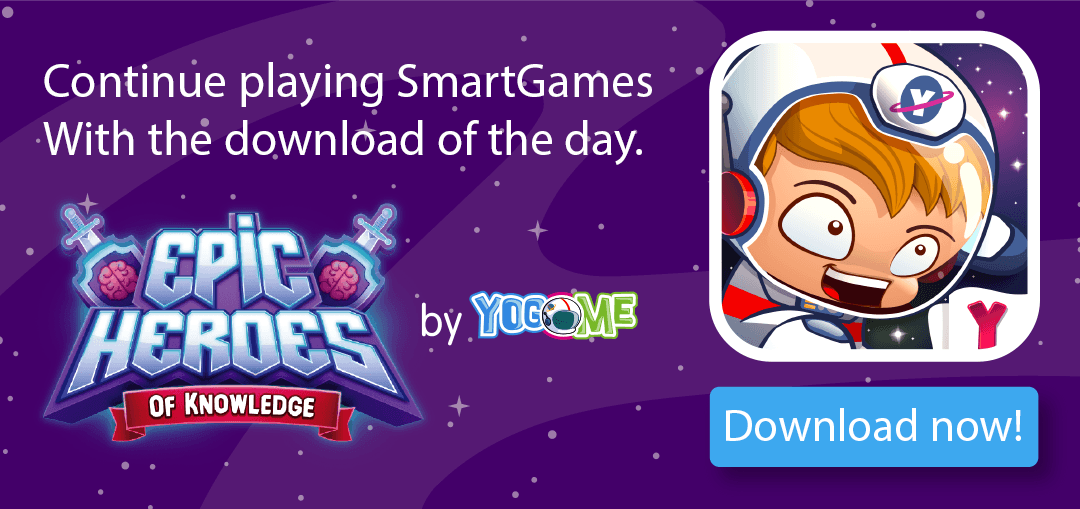 Continue playing SmartGames
With the download of the day.
EPIC
HEROES
OF KNOWLEDGE
by YOGOME
Y
Y
Download now!